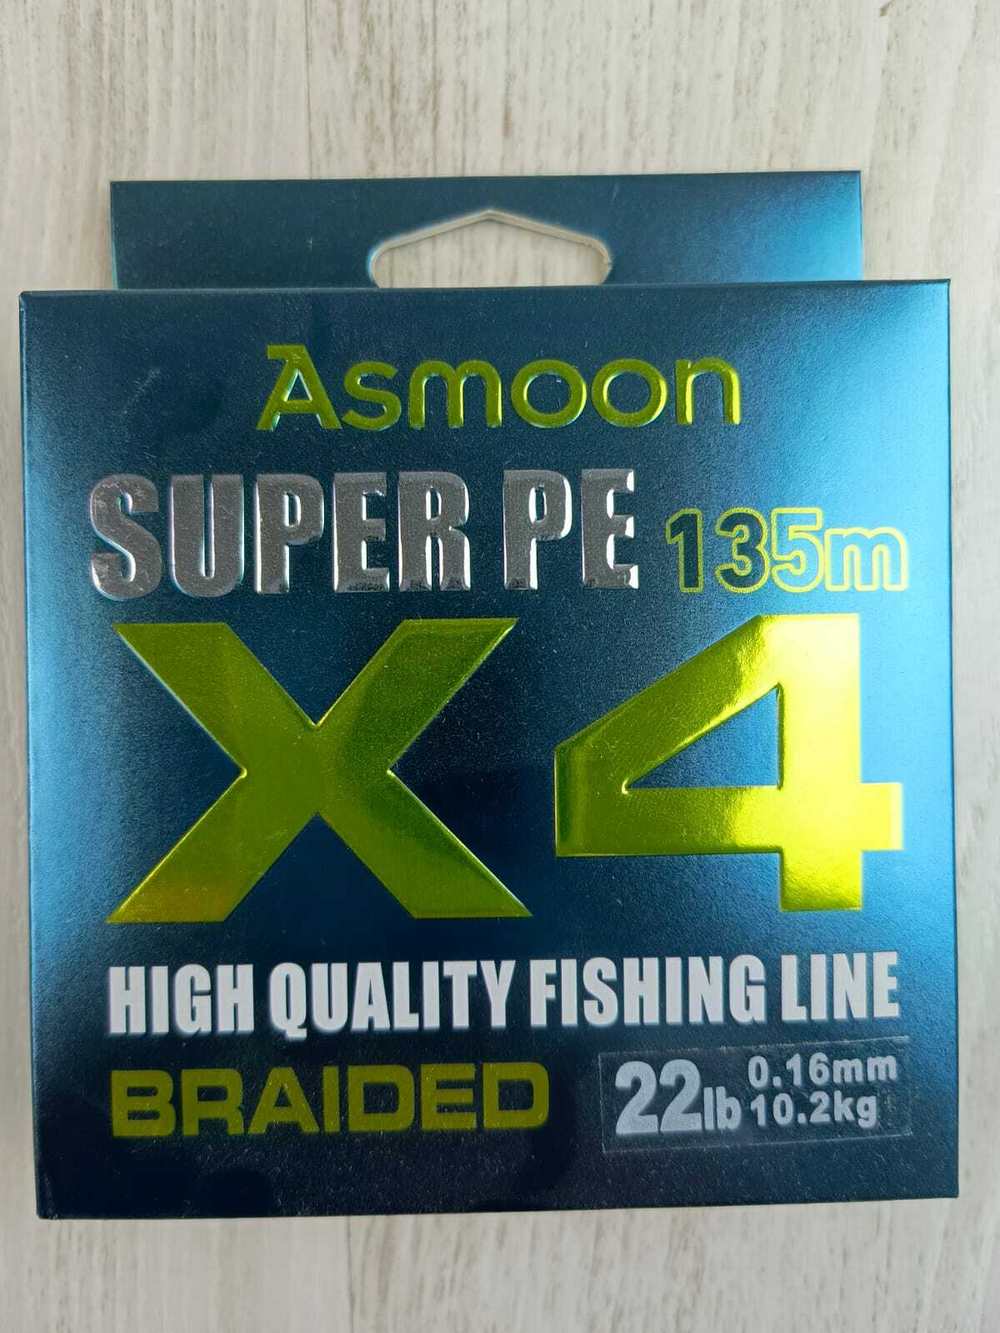 Asmoon
SUPER PE 135m
X4
HIGH QUALITY FISHING LINE
BRAIDED
22lb 0.16mm
10.2kg